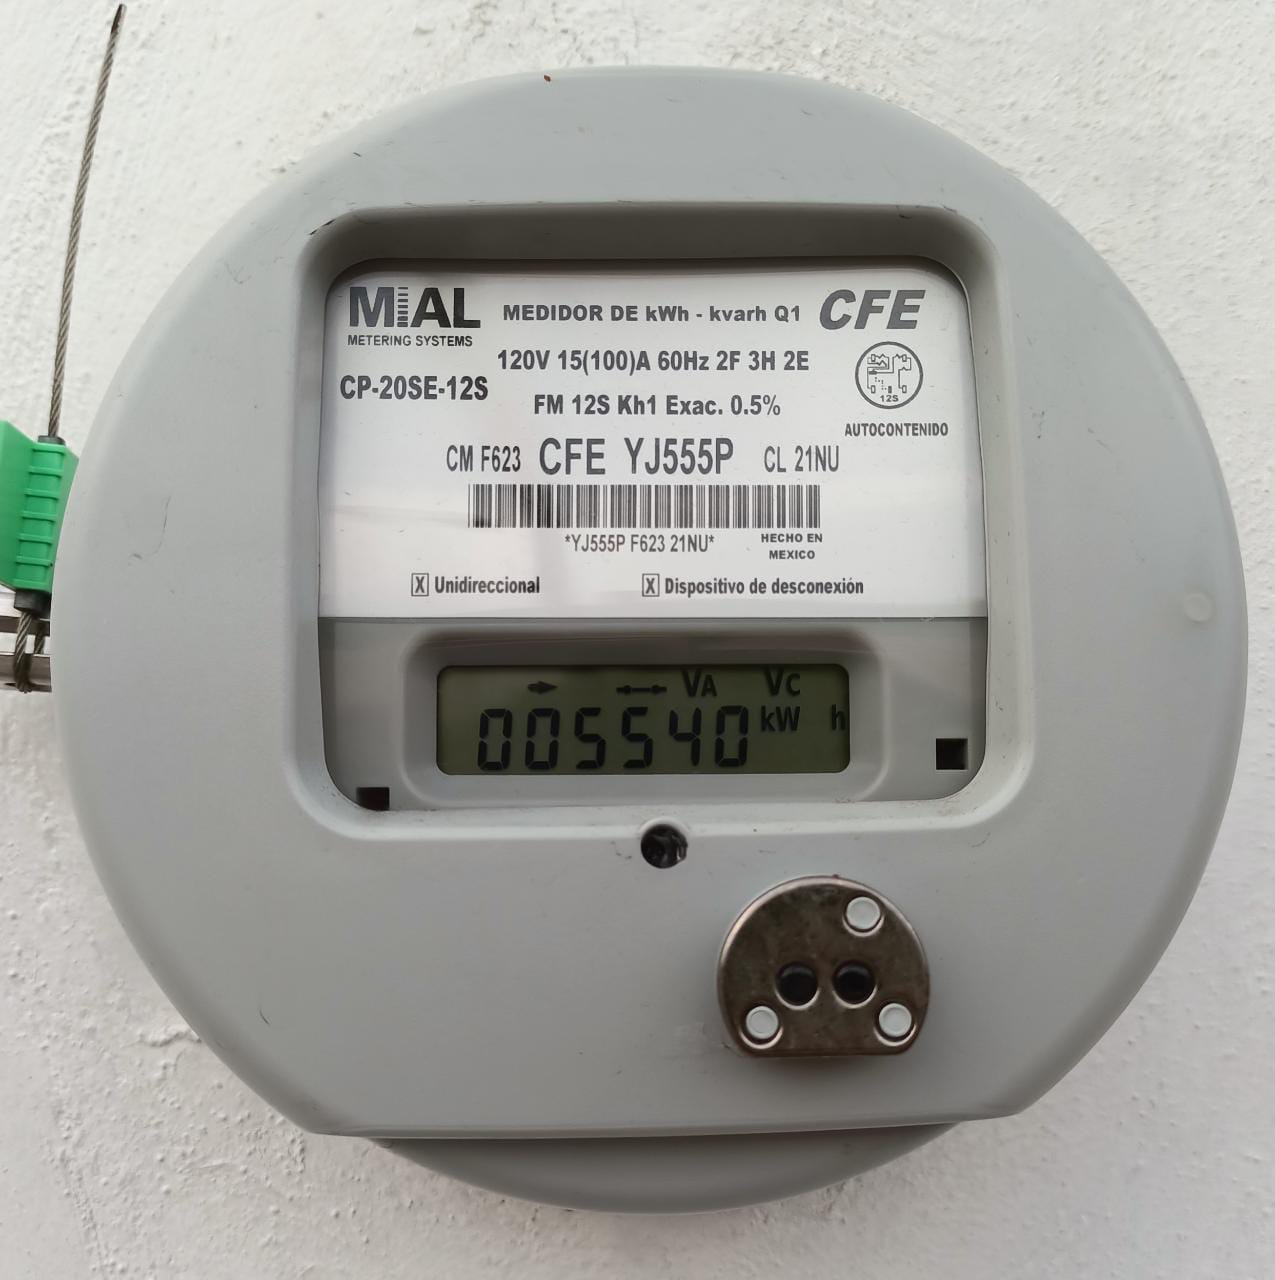 MIAL MEDIDOR DE kWh - kvarh Q1 CFE
METERING SYSTEMS
120V 15(100)A 60Hz 2F 3H 2E
CP-20SE-12S
FM 12S Kh1 Exac. 0.5%
12S
AUTOCONTENIDO
CM F623 CFE YJ555P CL 21NU
*YJ555P F623 21NU*
HECHO EN
MEXICO
X Unidireccional X Dispositivo de desconexión
VA VC
005540 kW h